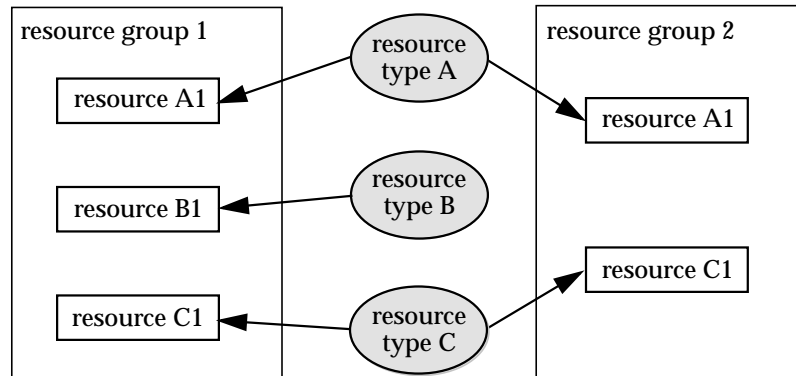 resource group 1
resource A1
resource B1
resource C1
resource
type A
resource
type B
resource
type C
resource group 2
resource A1
resource C1